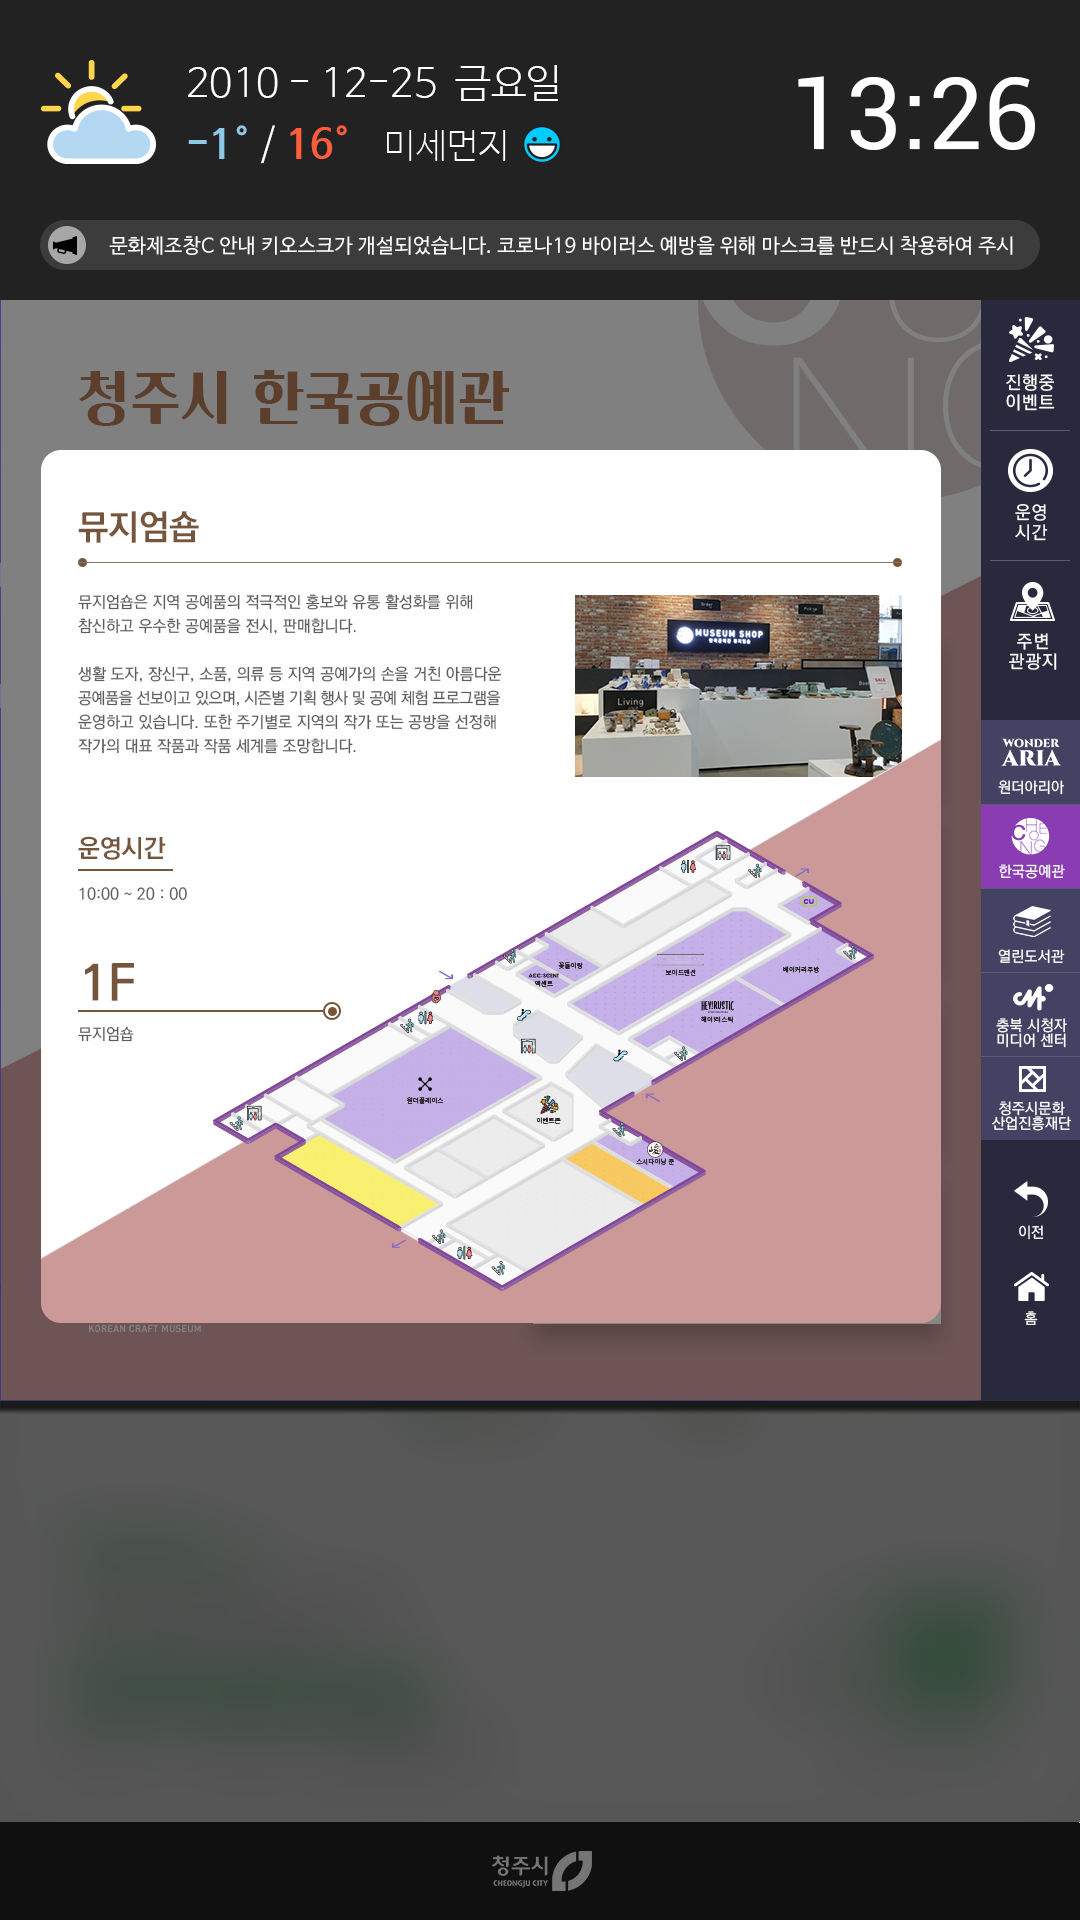 2010 - 12-25 금요일
-1° / 16° 미세먼지
13:26
문화제조창C 안내 키오스크가 개설되었습니다. 코로나19 바이러스 예방을 위해 마스크를 반드시 착용하여 주시
청주시 한국공예관
뮤지엄숍
뮤지엄숍은 지역 공예품의 적극적인 홍보와 유통 활성화를 위해
참신하고 우수한 공예품을 전시, 판매합니다.
생활 도자, 장신구, 소품, 의류 등 지역 공예가의 손을 거친 아름다운
공예품을 선보이고 있으며, 시즌별 기획 행사 및 공예 체험 프로그램을
운영하고 있습니다. 또한 주기별로 지역의 작가 또는 공방을 선정해
작가의 대표 작품과 작품 세계를 조망합니다.
MUSEUM SHOP
한국공예관 뮤지엄숍
Living
SALE
운영시간
10:00 ~ 20 : 00
1F
뮤지엄숍
CU
꽃들이랑
ACC·SCENT
액센트
보이드맨션
베이커리주방
HEY!RUSTIC
헤이!러스틱
원더플레이스
이벤트존
스시다이닝 준
KOREAN CRAFT MUSEUM
진행중
이벤트
운영
시간
주변
관광지
WONDER
ARIA
원더아리아
CHEONG
한국공예관
열린도서관
충북 시청자
미디어 센터
청주시문화
산업진흥재단
이전
홈
청주시
CHEONGJU CITY